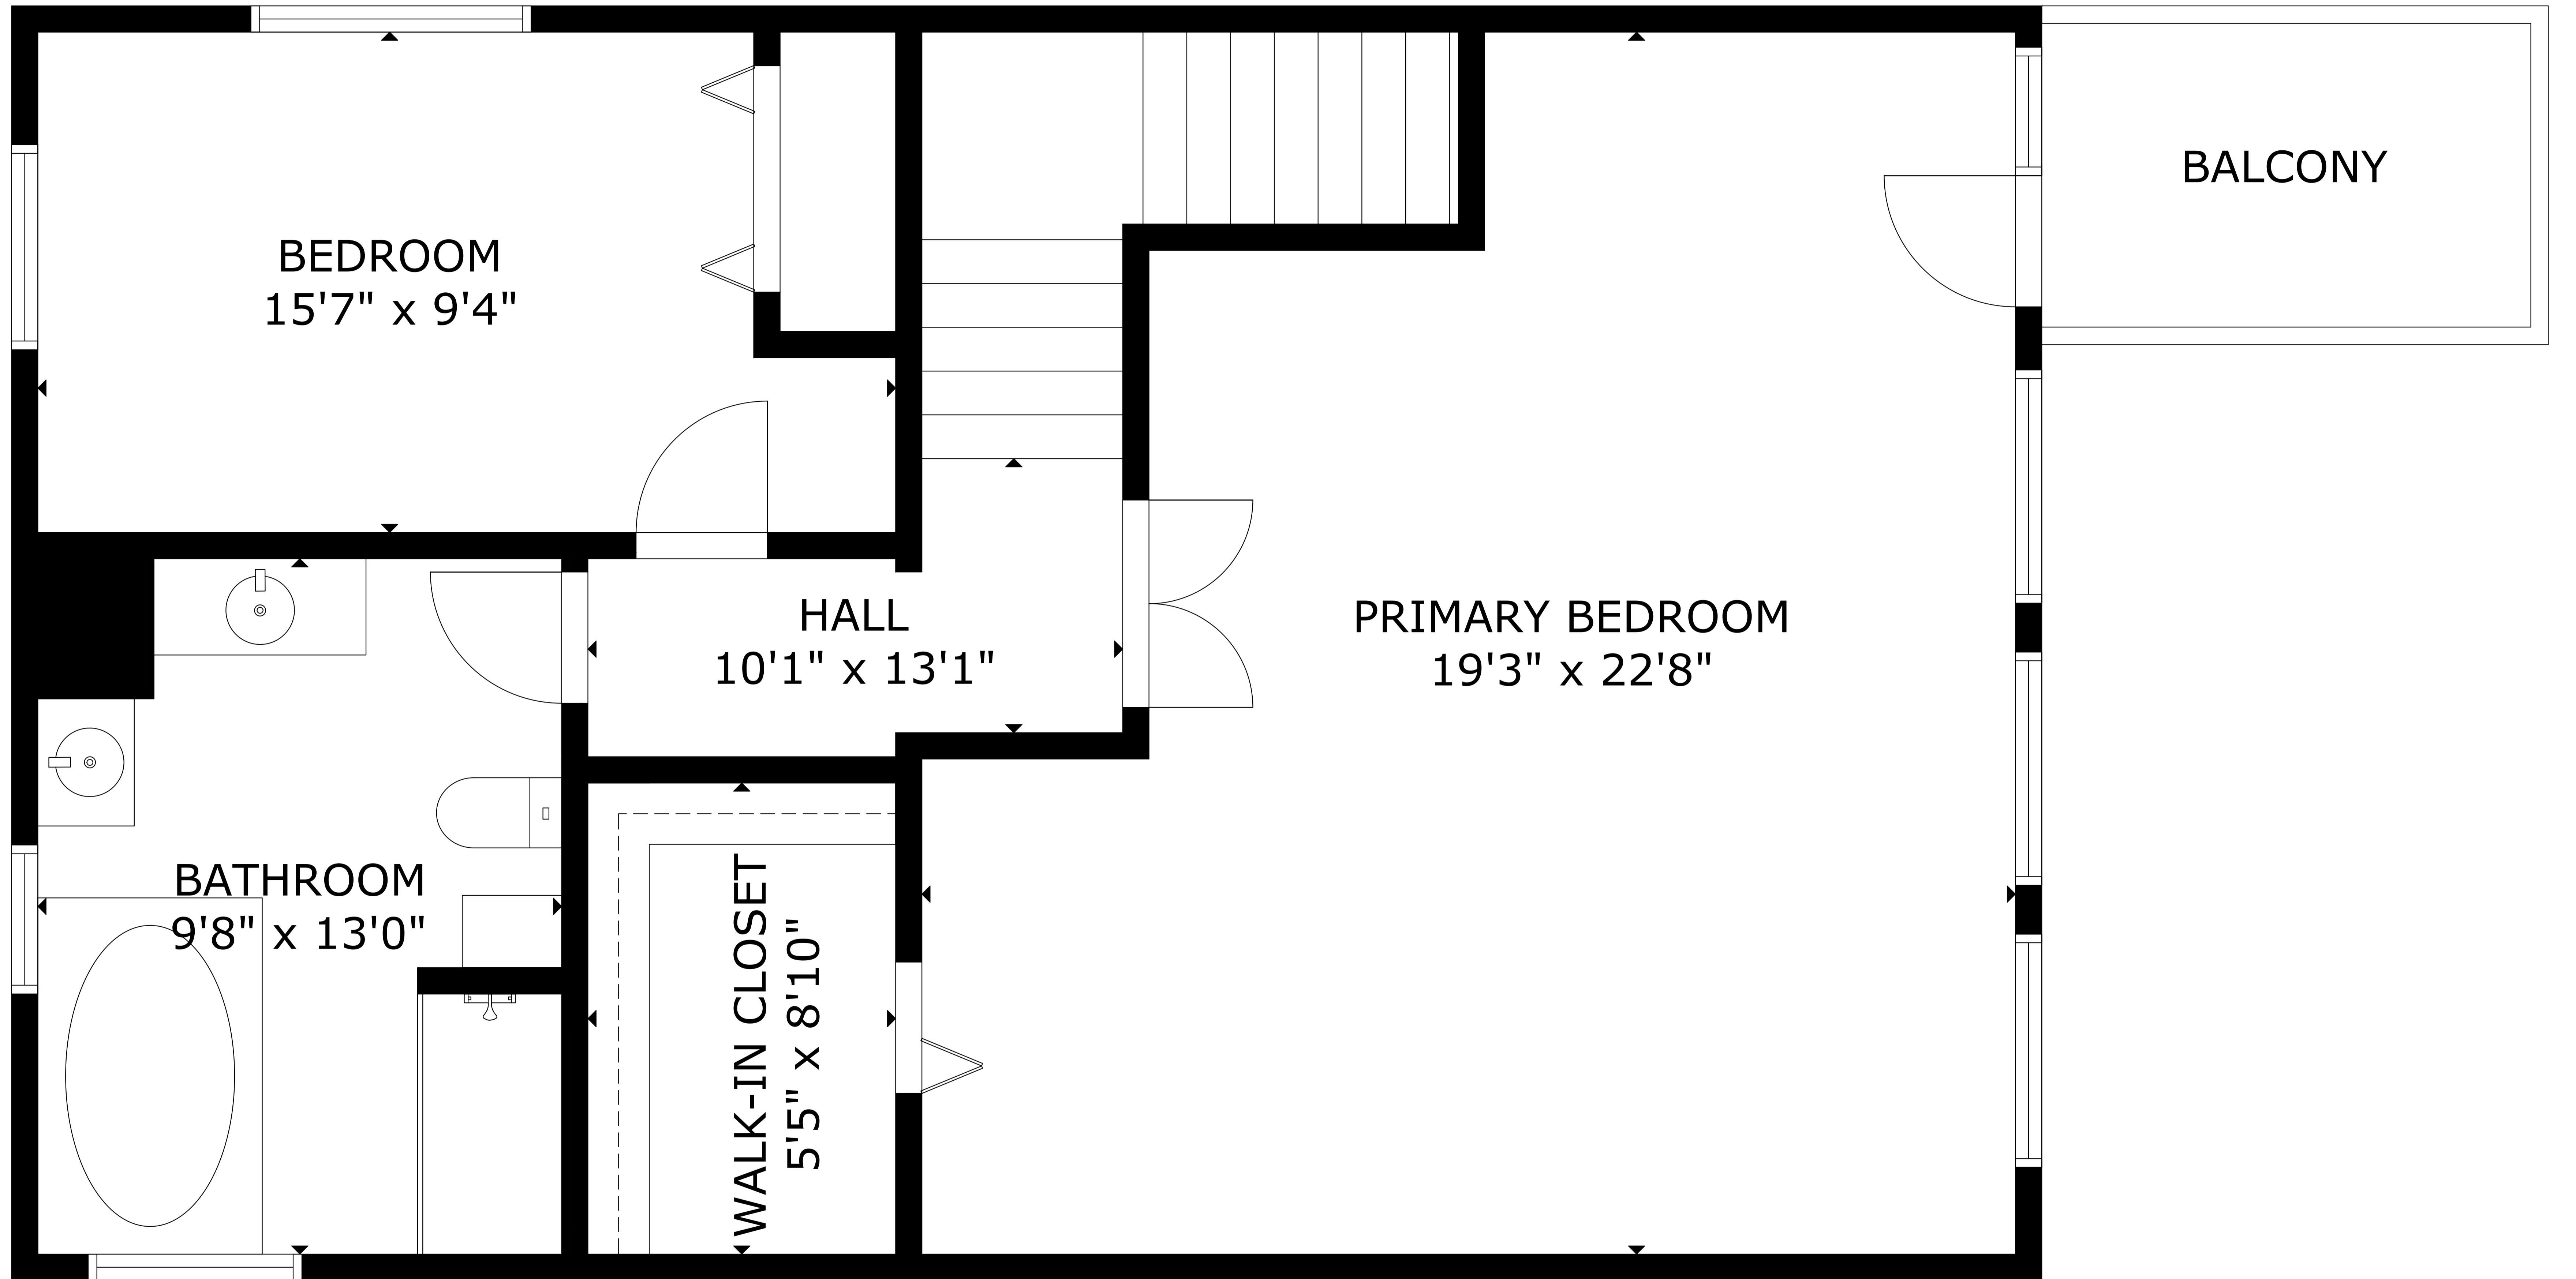 BALCONY
BEDROOM
15'7" x 9'4"
HALL
10'1" x 13'1"
PRIMARY BEDROOM
19'3" x 22'8"
BATHROOM
9'8" x 13'0"
WALK-IN CLOSET
5'5" x 8'10"